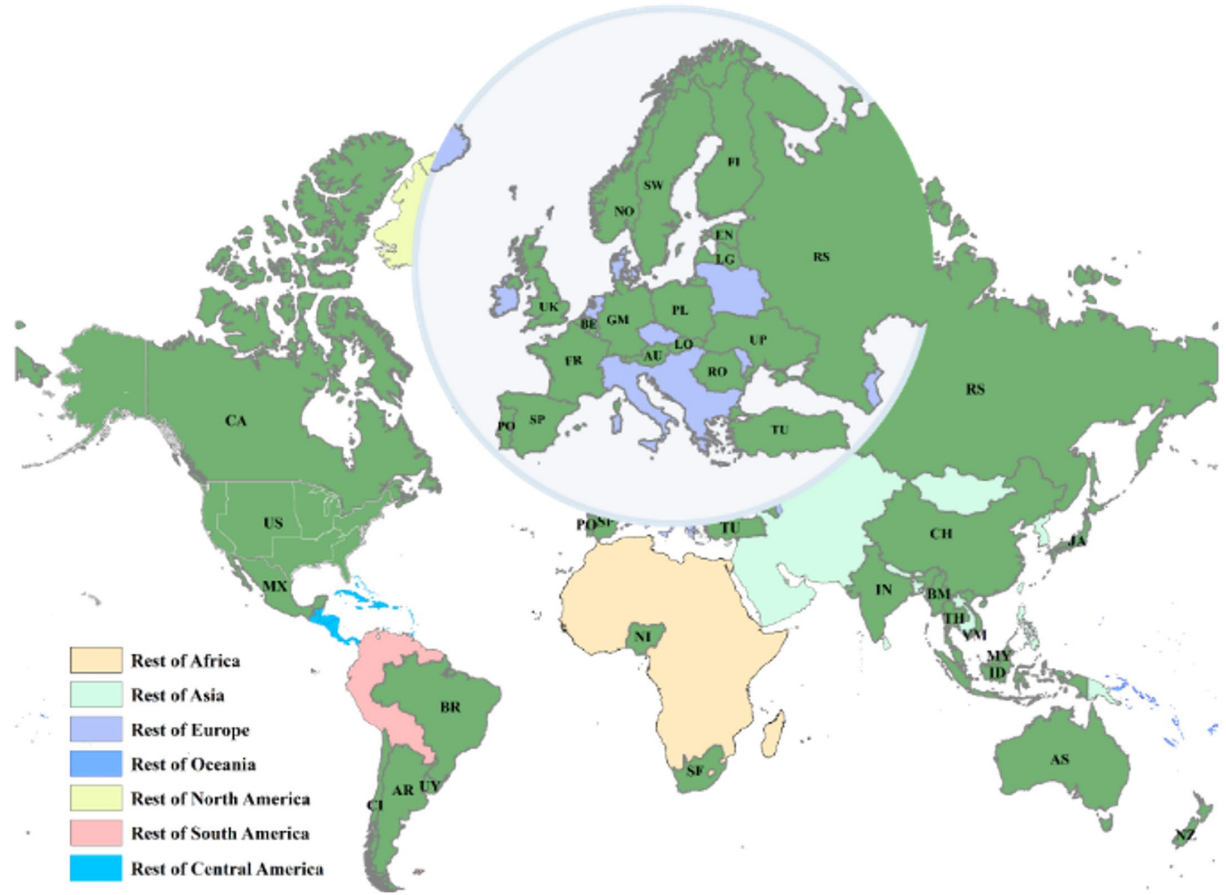 FI
SW
NO
EN
LG
RS
UK
BE
GM
PL
LO
UP
FR
AU
RO
PO
SP
TU
CA
RS
US
PO
TU
CH
JA
MX
IN
BM
TH
VM
NI
MY
ID
BR
AS
SF
AR
UY
CI
NZ
Rest of Africa
Rest of Asia
Rest of Europe
Rest of Oceania
Rest of North America
Rest of South America
Rest of Central America